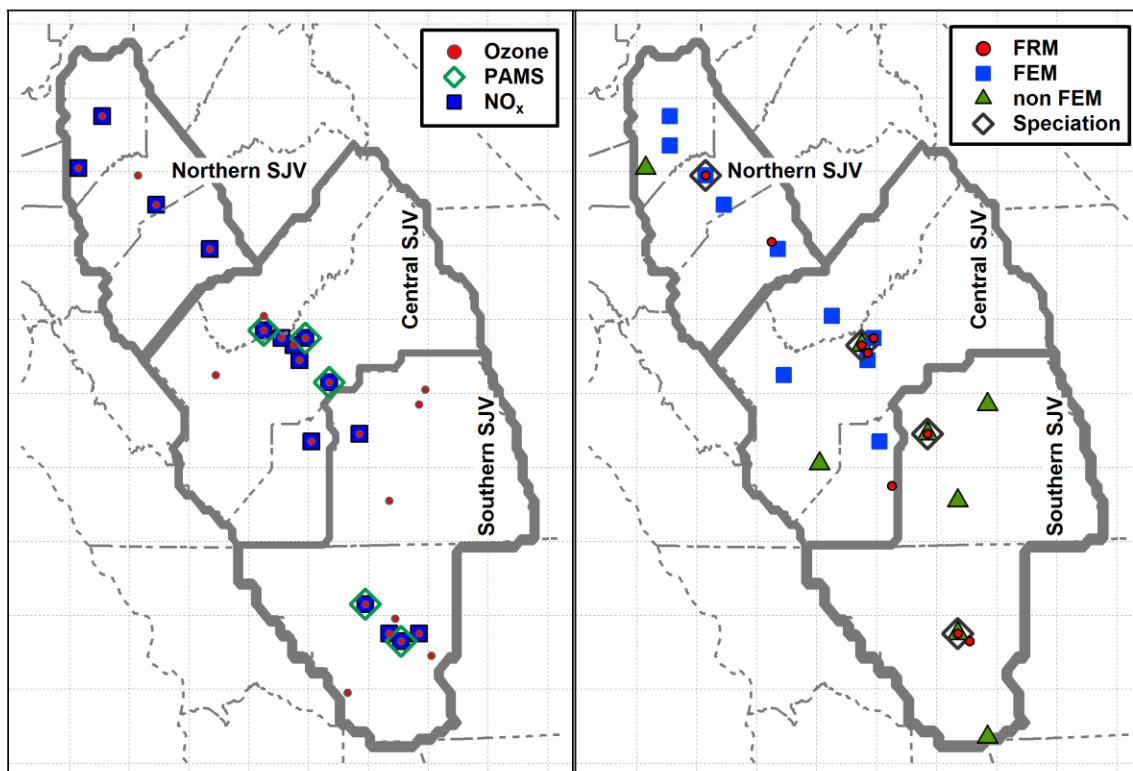 Ozone
PAMS
NOx
Northern SJV
Central SJV
Southern SJV
FRM
FEM
non FEM
Speciation
Northern SJV
Central SJV
Southern SJV